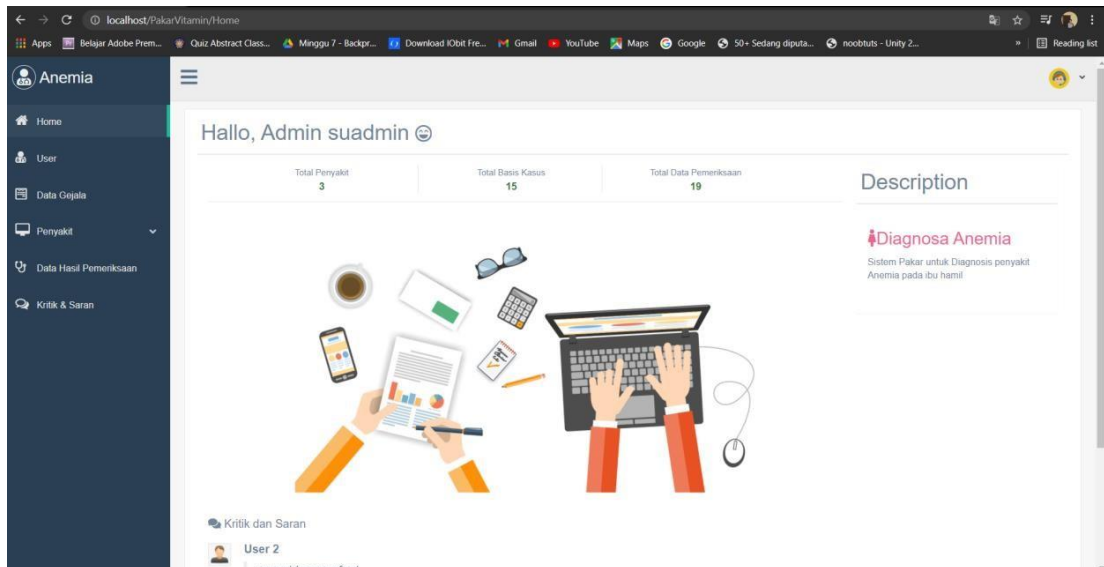 localhost/PakarVitamin/Home
Apps
Belajar Adobe Prem...
Quiz Abstract Class...
Minggu 7 - Backpr...
Download IObit Fre...
Gmail
YouTube
Maps
Google
50+ Sedang diputa...
noobtuts - Unity 2...
»
Reading list
an Anemia
Home
User
Data Gejala
Penyakit
Data Hasil Pemeriksaan
Kritik & Saran
Hallo, Admin suadmin
Total Penyakit
3
Total Basis Kasus
15
Total Data Pemeriksaan
19
Description
Diagnosa Anemia
Sistem Pakar untuk Diagnosis penyakit
Anemia pada ibu hamil
Kritik dan Saran
User 2